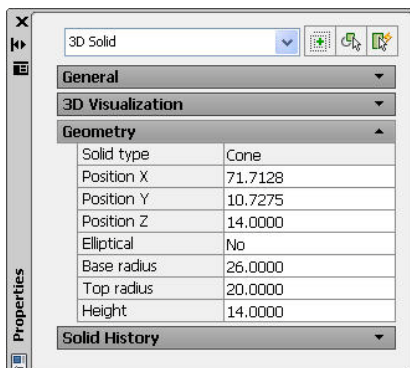 3D Solid
General
3D Visualization
Geometry
Solid type Cone
Position X 71.7128
Position Y 10.7275
Position Z 14.0000
Elliptical No
Base radius 26.0000
Top radius 20.0000
Height 14.0000
Solid History
Properties